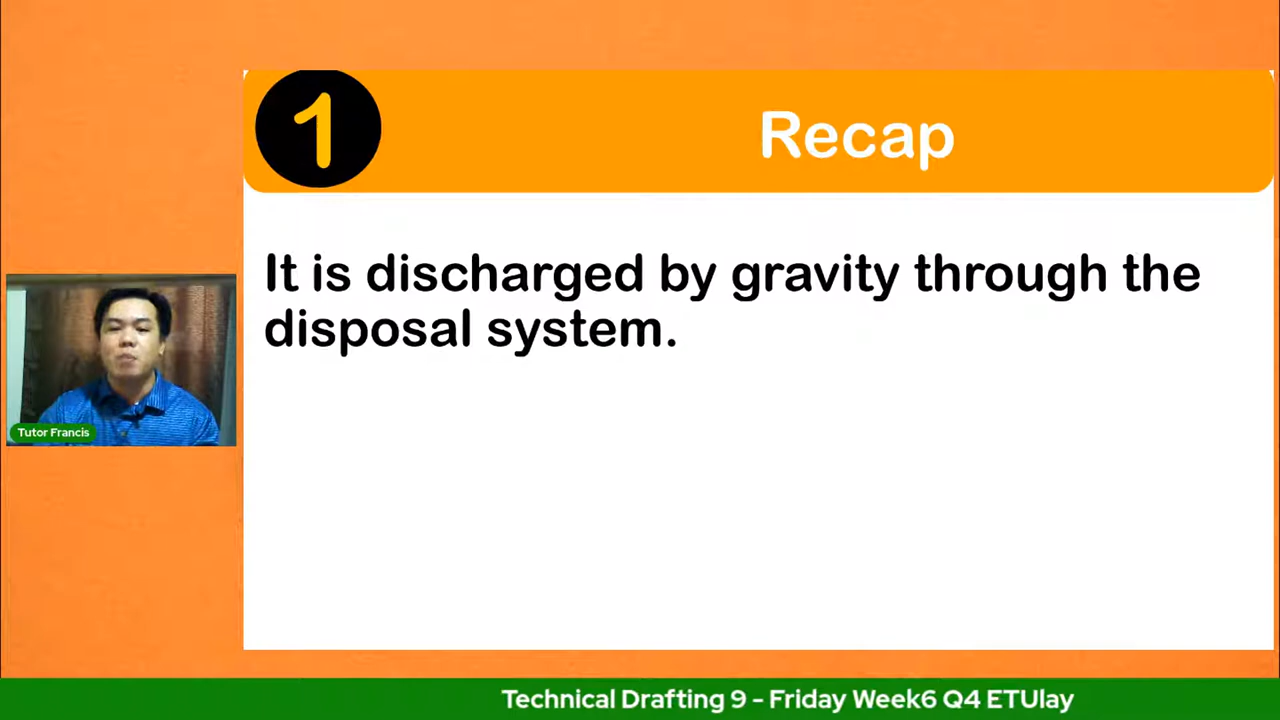 1
Recap
It is discharged by gravity through the
disposal system.
Tutor Francis
Technical Drafting 9 - Friday Week6 Q4 ETUlay